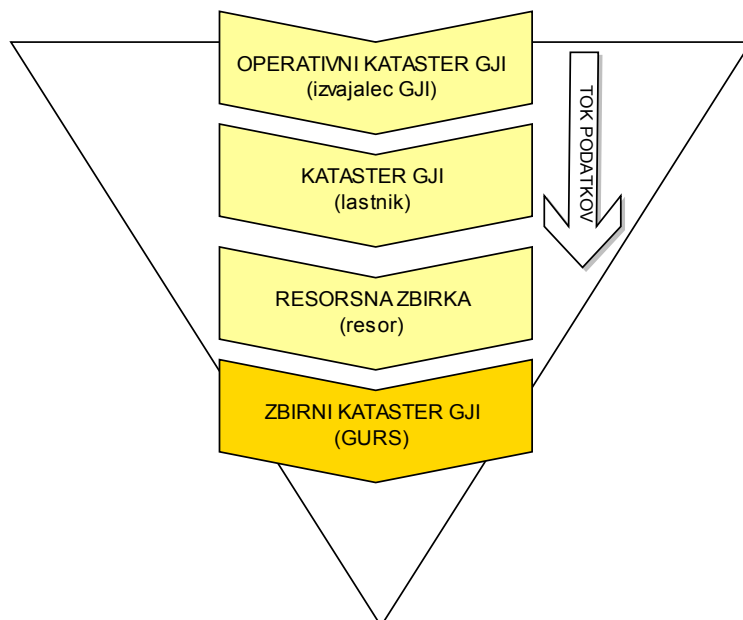 OPERATIVNI KATASTER GJI
(izvajalec GJI)
TOK PODATKOV
KATASTER GJI
(lastnik)
RESORSNA ZBIRKA
(resor)
ZBIRNI KATASTER GJI
(GURS)